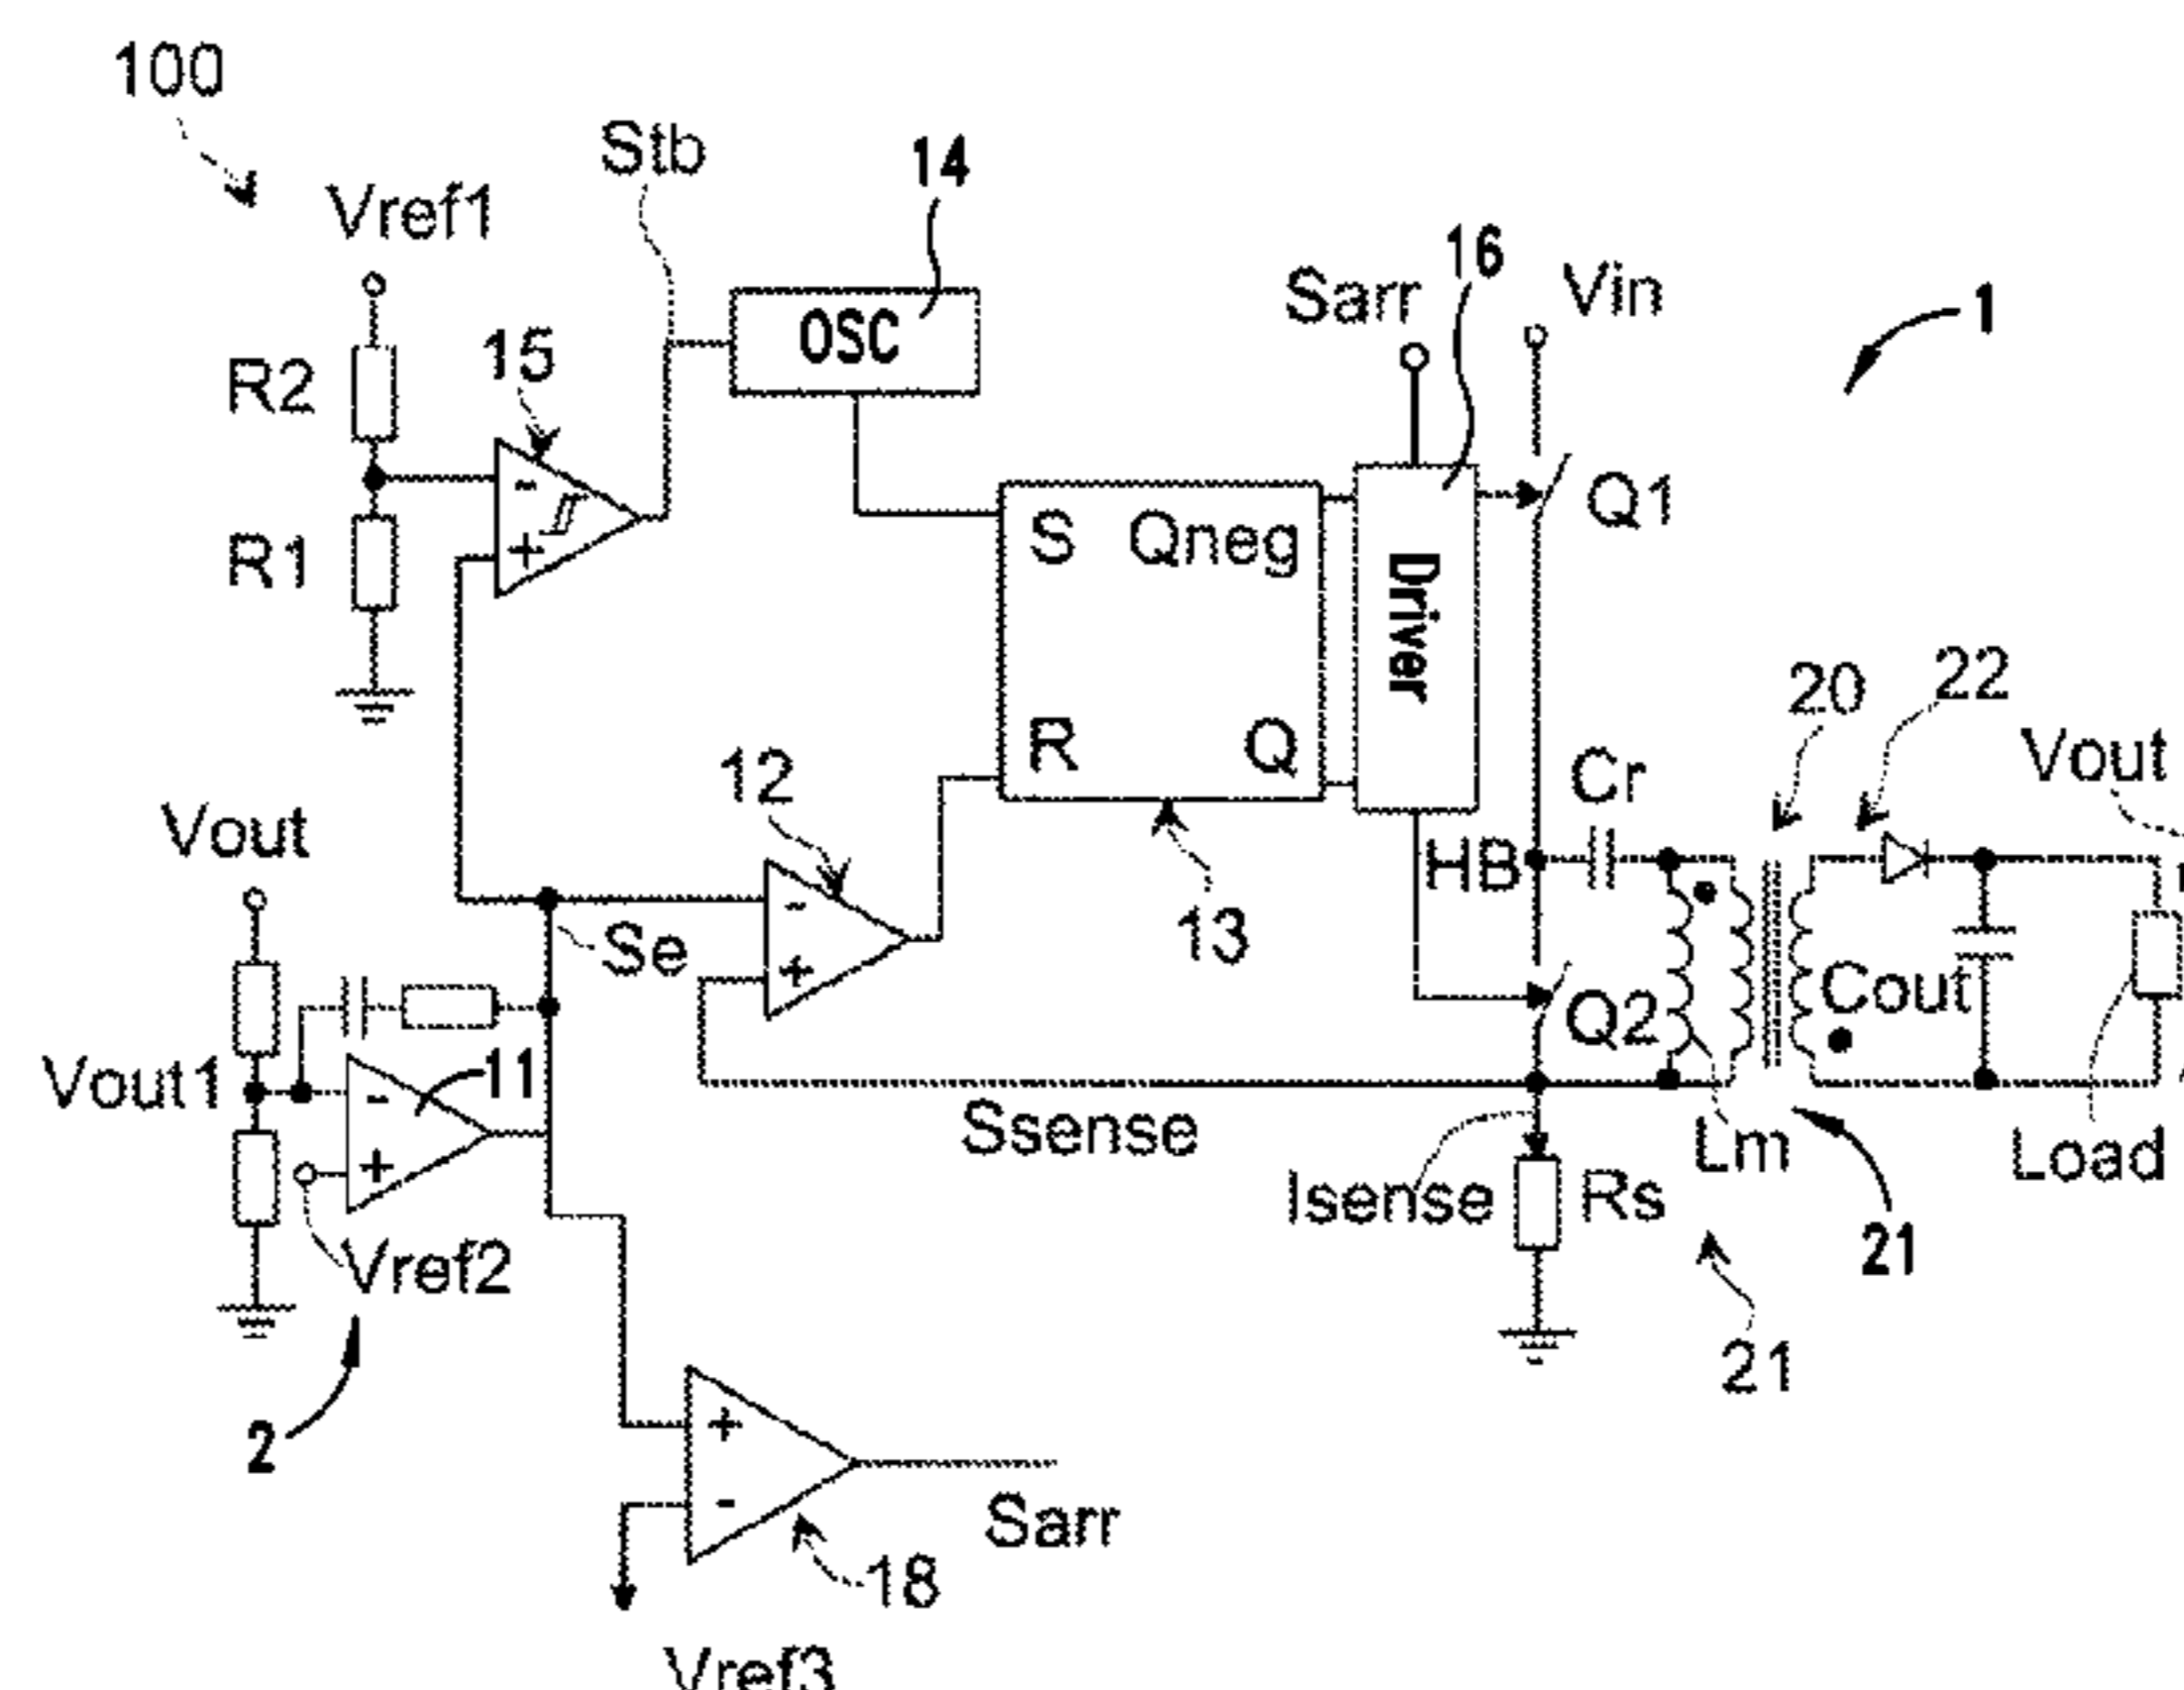 100
Stb
14
Vref1
16
Sarr
Vin
1
OSC
15
R2
Q1
-
+
S
Qneg
R1
Driver
20
22
R
Q
12
Cr
Vout
Vout
HB
-
Se
13
+
Q2
Cout
Vout1
11
-
Ssense
Lm
Load
+
Isense
Rs
21
Vref2
21
2
+
-
Sarr
18
Vref3